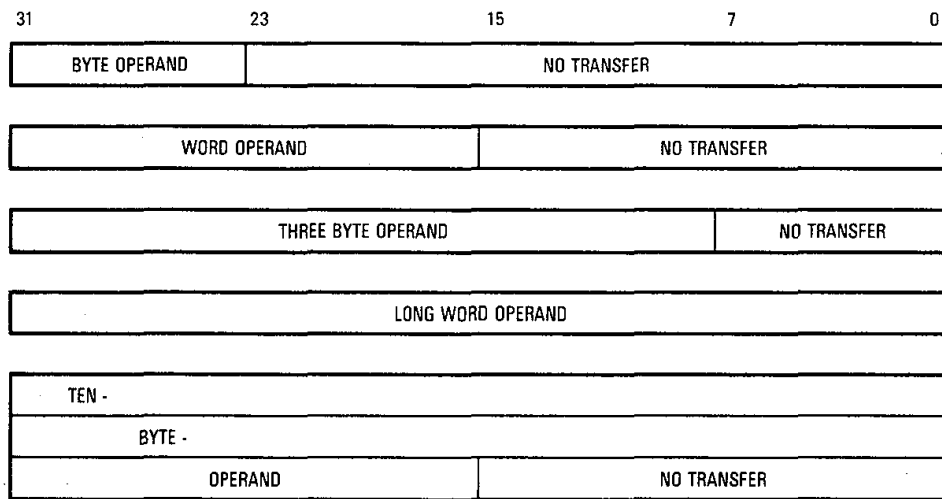 31 23 15 7 0
BYTE OPERAND NO TRANSFER
WORD OPERAND NO TRANSFER
THREE BYTE OPERAND NO TRANSFER
LONG WORD OPERAND
TEN -
BYTE -
OPERAND NO TRANSFER